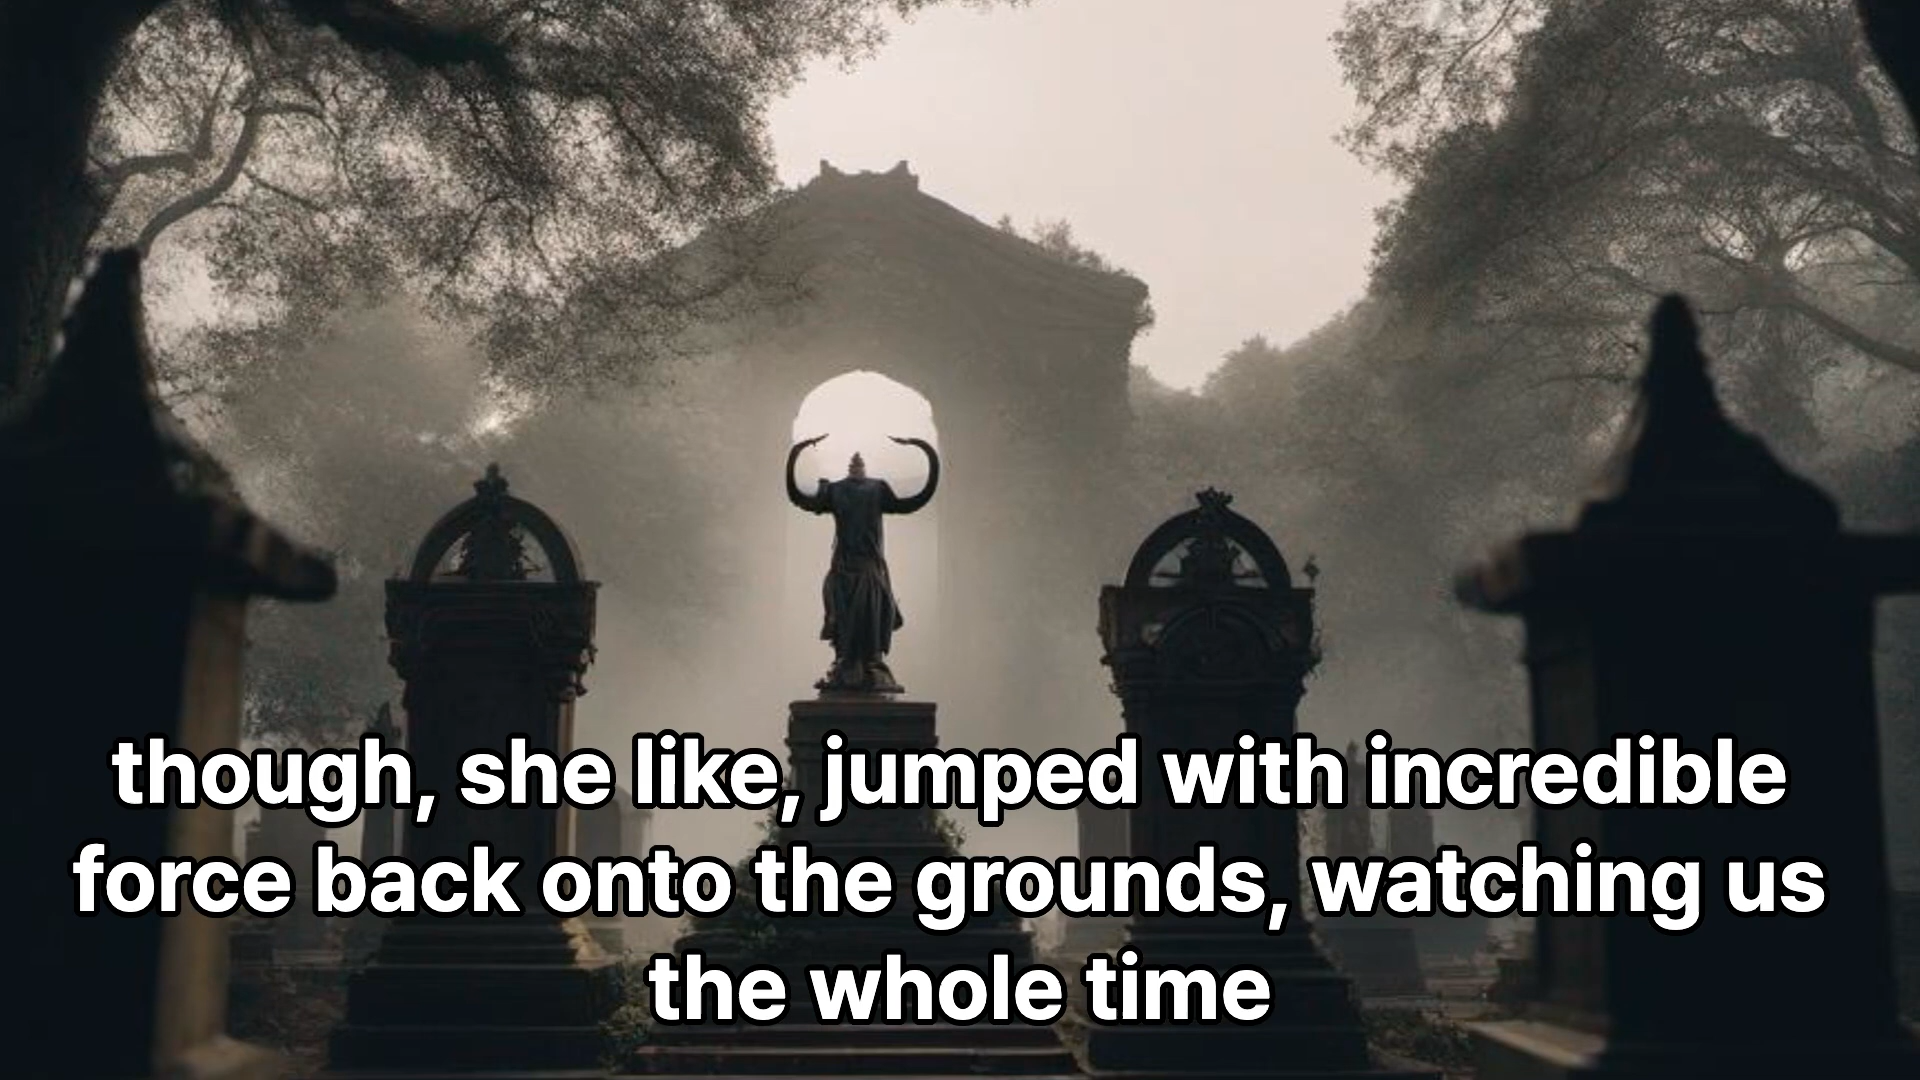 though, she like, jumped with incredible
force back onto the grounds, watching us
the whole time